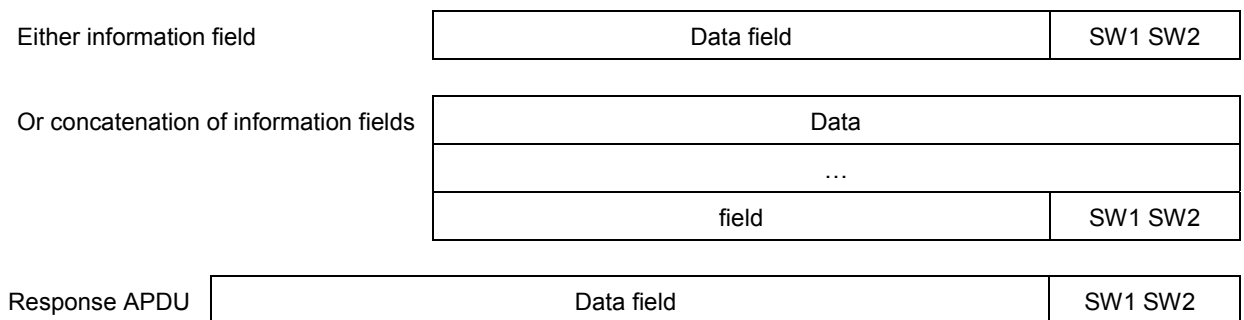 Either information field Data field SW1 SW2
Or concatenation of information fields Data
…
field SW1 SW2
Response APDU Data field SW1 SW2